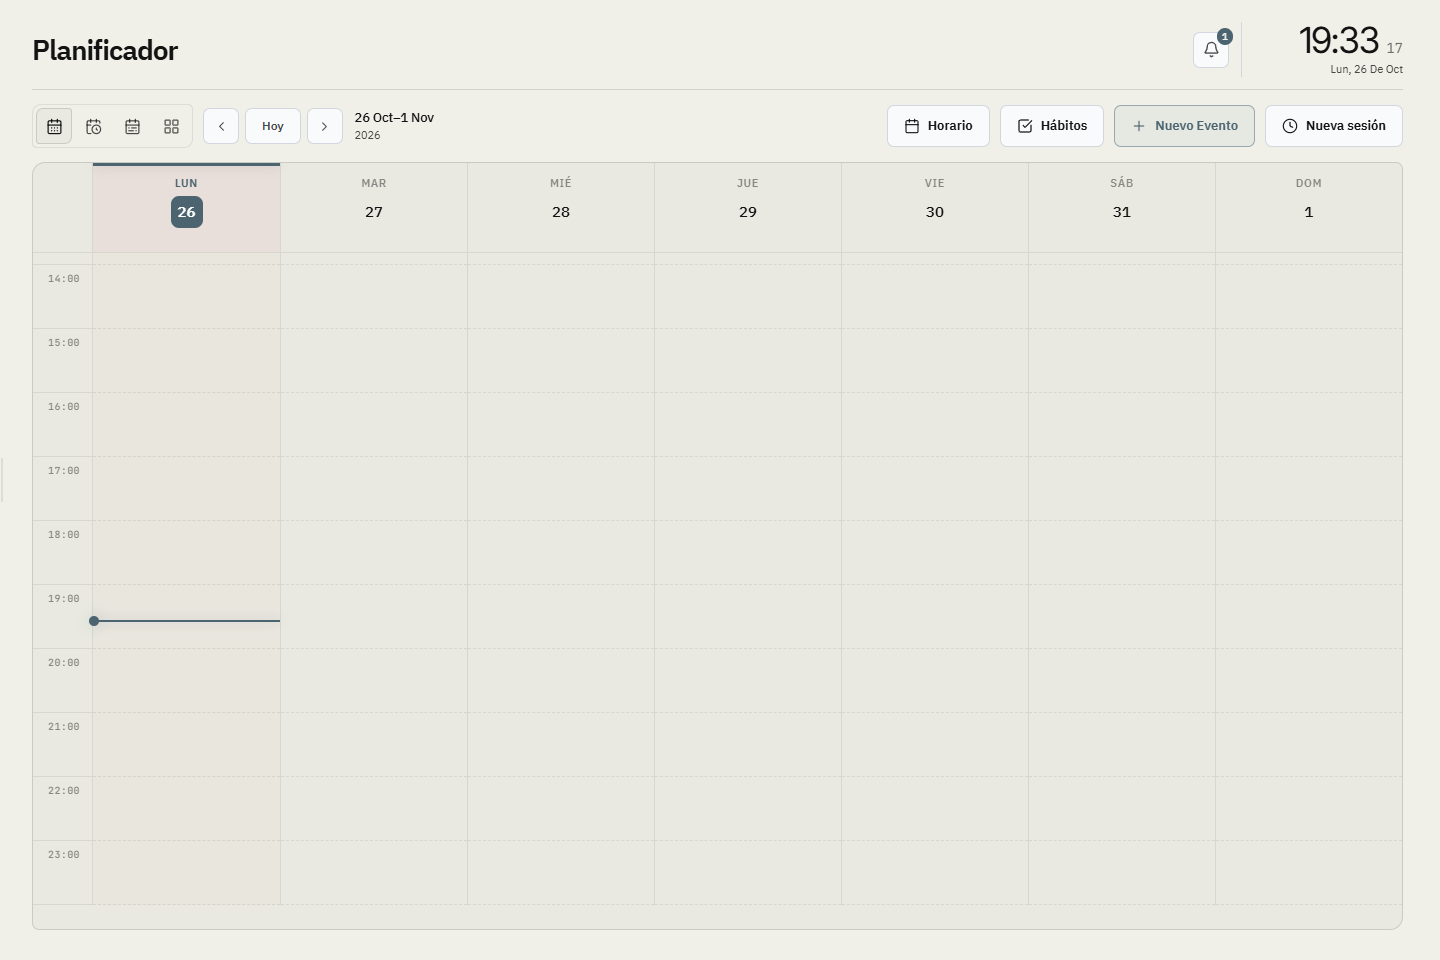 Planificador
1
19:33 17
Lun, 26 De Oct
Hoy
26 Oct–1 Nov
2026
Horario
Hábitos
Nuevo Evento
Nueva sesión
LUN
26
MAR
27
MIÉ
28
JUE
29
VIE
30
SÁB
31
DOM
1
14:00
15:00
16:00
17:00
18:00
19:00
20:00
21:00
22:00
23:00